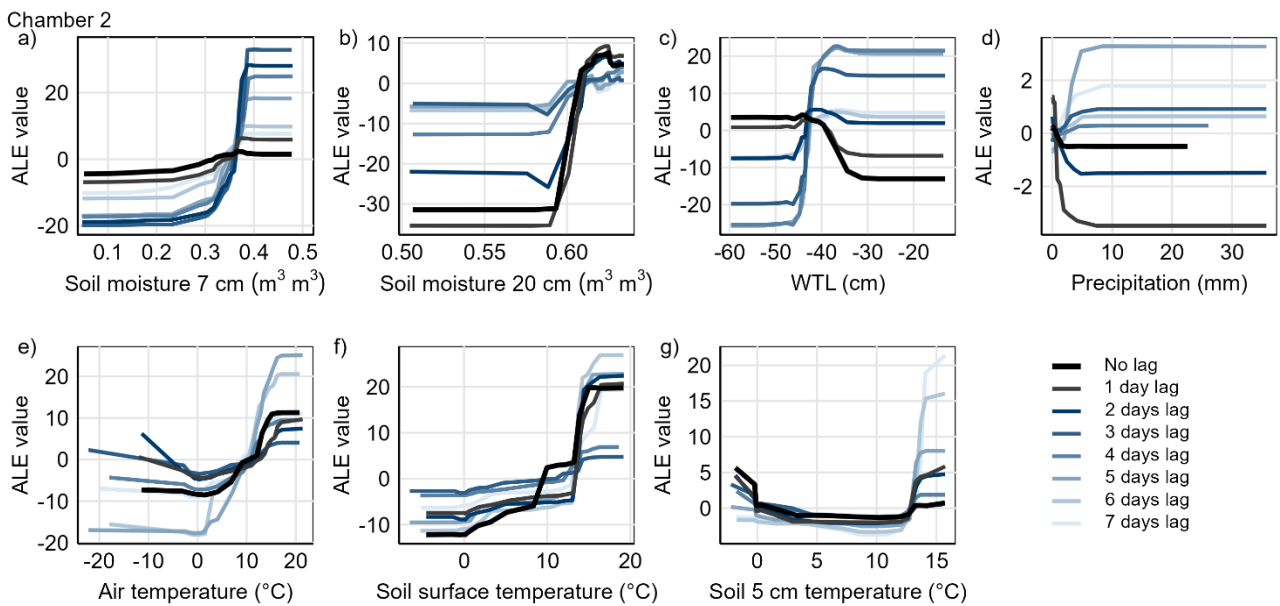 Chamber 2
a) b) c) d)
ALE value
20
0
-20
0.1 0.2 0.3 0.4 0.5
Soil moisture 7 cm (m³ m³)
ALE value
10
0
-10
-20
-30
0.50 0.55 0.60
Soil moisture 20 cm (m³ m³)
ALE value
20
10
0
-10
-20
-60 -50 -40 -30 -20
WTL (cm)
ALE value
2
0
-2
0 10 20 30
Precipitation (mm)
e) f) g)
ALE value
20
10
0
-10
-20
-20 -10 0 10 20
Air temperature (°C)
ALE value
20
10
0
-10
0 10 20
Soil surface temperature (°C)
ALE value
20
15
10
5
0
0 5 10 15
Soil 5 cm temperature (°C)
No lag
1 day lag
2 days lag
3 days lag
4 days lag
5 days lag
6 days lag
7 days lag